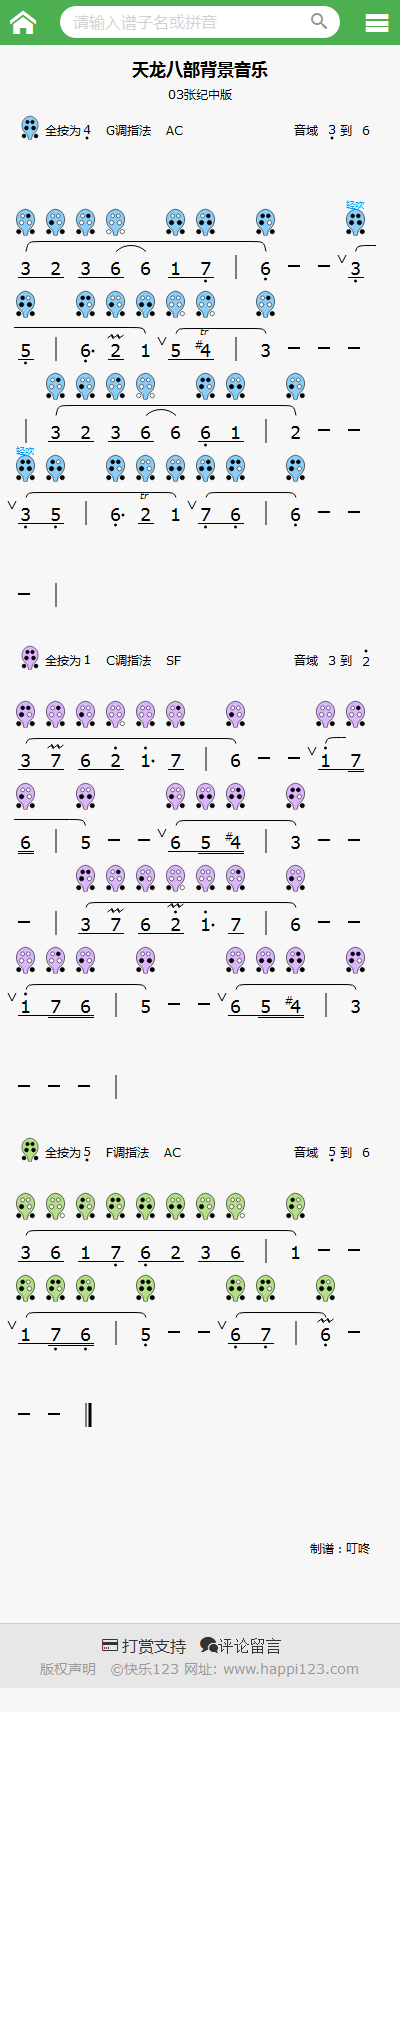 请输入谱子名或拼音
天龙八部背景音乐
03张纪中版
全按为 4̣ G调指法 AC 音域 3̣ 到 6
轻吹
3 2 3 6 6 1 7̣ | 6̣ – – V 3̣
5̣ | 6̣· 2 1 V 5 #4 tr | 3 – – –
| 3 2 3 6 6 6̣ 1 | 2 – –
轻吹
V 3̣ 5̣ | 6̣· 2 tr 1 V 7̣ 6̣ | 6̣ – –
– |
全按为 1 C调指法 SF 音域 3 到 2̇
3 7 6 2̇ 1̇· 7 | 6 – – V 1̇ 7
6 | 5 – – V 6 5 #4 | 3 – –
– | 3 7 6 2̇ 1̇· 7 | 6 – –
V 1̇ 7 6 | 5 – – V 6 5 #4 | 3
– – – |
全按为 5̣ F调指法 AC 音域 5̣ 到 6
3 6 1 7̣ 6̣ 2 3 6 | 1 – –
V 1 7̣ 6̣ | 5̣ – – V 6̣ 7̣ | 6̣ –
– – ‖
制谱：叮咚
打赏支持 评论留言
版权声明 ©快乐123 网址: www.happi123.com